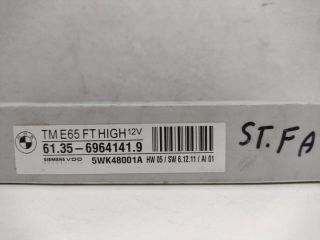 BMW
TM E65 FT HIGH 12V
61.35-6964141.9
SIEMENS VDO
5WK48001A HW 05 / SW 6.12.11 / AI 01
ST.FA